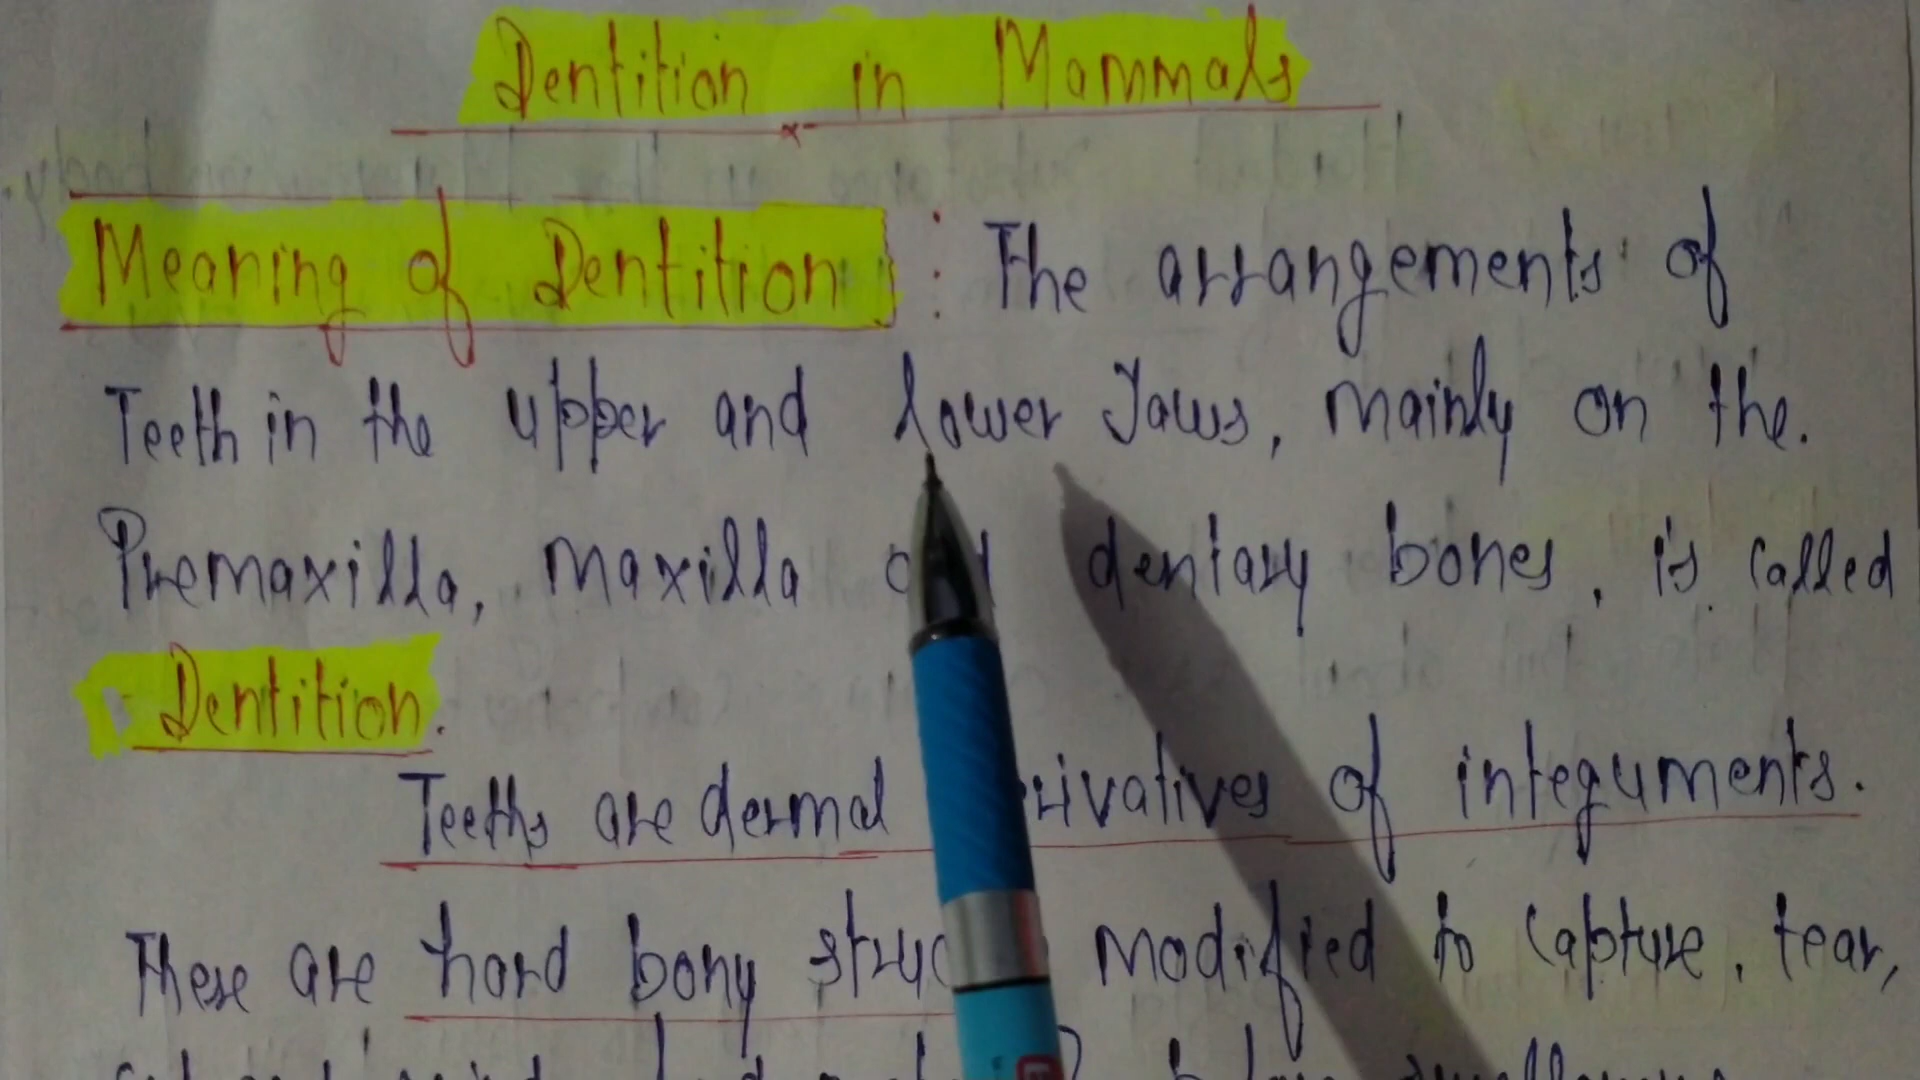 Dentition in Mammals
Meaning of Dentition : The arrangements of
Teeth in the upper and lower Jaws, mainly on the.
Premaxilla, maxilla dentary bones, is called
Dentition.
Teeths are dermal of integuments.
These are hard bony modified to capture, tear,